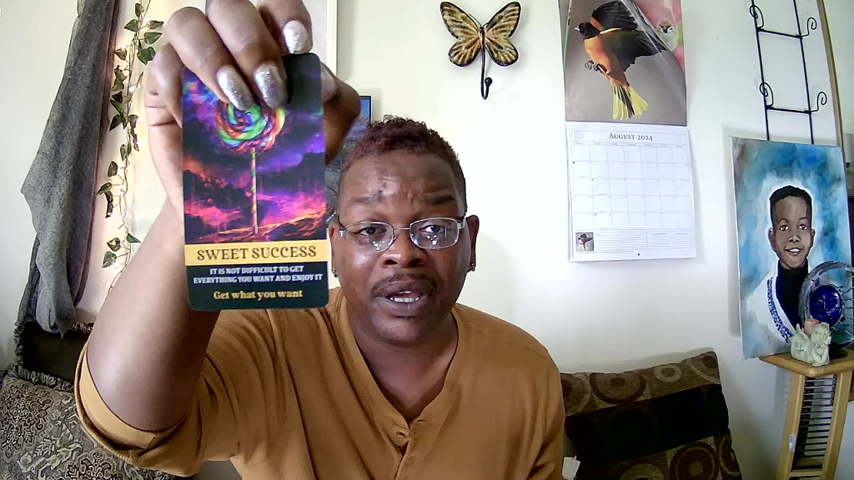 SWEET SUCCESS
IT IS NOT DIFFICULT TO GET
EVERYTHING YOU WANT AND ENJOY IT
Get what you want
AUGUST 2024